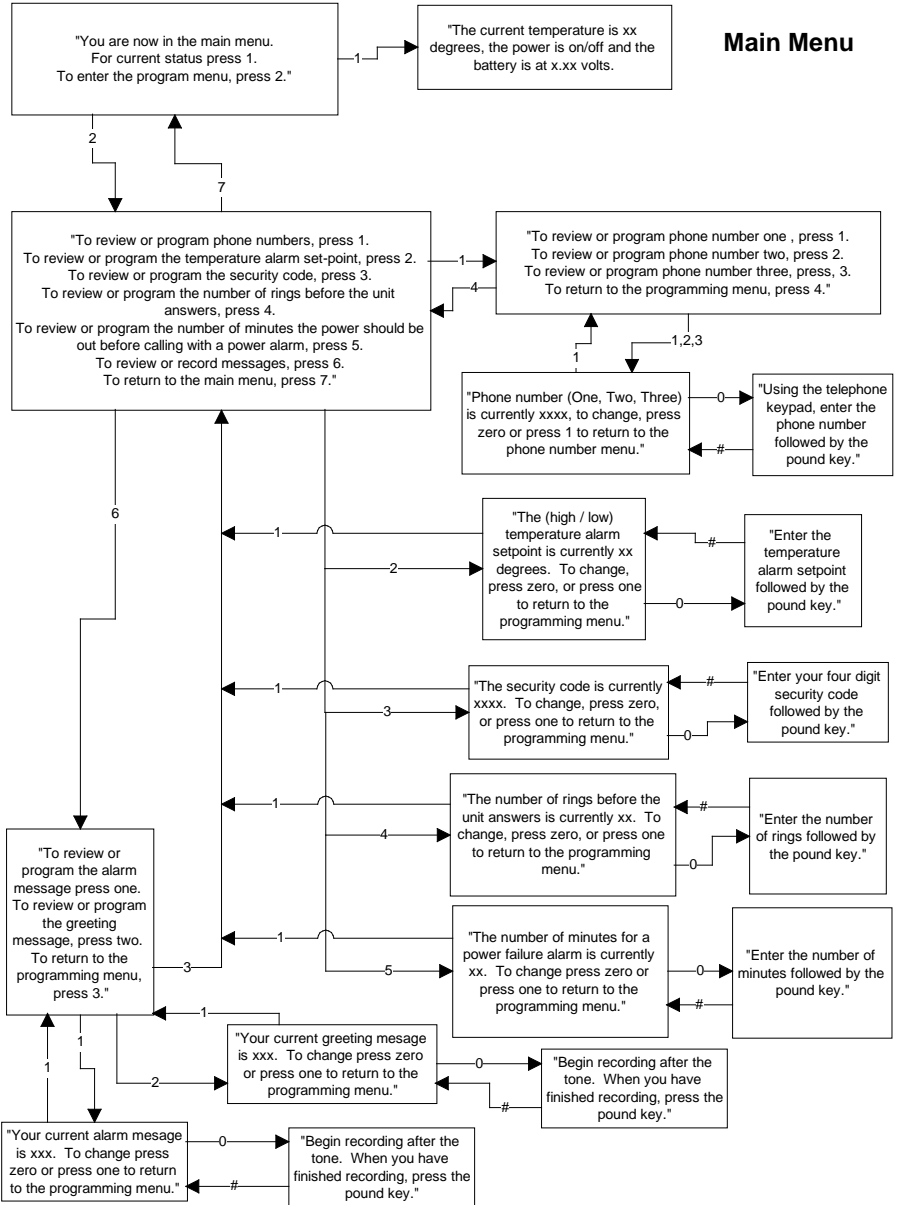 Main Menu
"You are now in the main menu.
For current status press 1.
To enter the program menu, press 2."
1
"The current temperature is xx
degrees, the power is on/off and the
battery is at x.xx volts.
2
7
"To review or program phone numbers, press 1.
To review or program the temperature alarm set-point, press 2.
To review or program the security code, press 3.
To review or program the number of rings before the unit
answers, press 4.
To review or program the number of minutes the power should be
out before calling with a power alarm, press 5.
To review or record messages, press 6.
To return to the main menu, press 7."
1
4
"To review or program phone number one , press 1.
To review or program phone number two, press 2.
To review or program phone number three, press, 3.
To return to the programming menu, press 4."
1
1,2,3
"Phone number (One, Two, Three)
is currently xxxx, to change, press
zero or press 1 to return to the
phone number menu."
0
#
"Using the telephone
keypad, enter the
phone number
followed by the
pound key."
6
1
2
"The (high / low)
temperature alarm
setpoint is currently xx
degrees.  To change,
press zero, or press one
to return to the
programming menu."
#
0
"Enter the
temperature
alarm setpoint
followed by the
pound key."
1
3
"The security code is currently
xxxx.  To change, press zero,
or press one to return to the
programming menu."
#
0
"Enter your four digit
security code
followed by the
pound key."
1
4
"The number of rings before the
unit answers is currently xx.  To
change, press zero, or press one
to return to the programming
menu."
#
0
"Enter the number
of rings followed by
the pound key."
1
5
"The number of minutes for a
power failure alarm is currently
xx.  To change press zero or
press one to return to the
programming menu."
0
#
"Enter the number of
minutes followed by the
pound key."
"To review or
program the alarm
message press one.
To review or program
the greeting
message, press two.
To return to the
programming menu,
press 3."
3
1
1
1
2
"Your current greeting mesage
is xxx.  To change press zero
or press one to return to the
programming menu."
0
#
"Begin recording after the
tone.  When you have
finished recording, press the
pound key."
"Your current alarm mesage
is xxx.  To change press
zero or press one to return
to the programming menu."
0
#
"Begin recording after the
tone.  When you have
finished recording, press the
pound key."